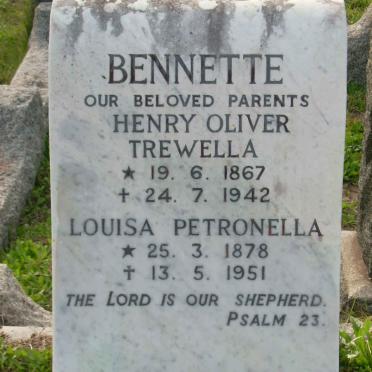 BENNETTE
OUR BELOVED PARENTS
HENRY OLIVER
TREWELLA
★ 19. 6. 1867
✝ 24. 7. 1942
LOUISA PETRONELLA
★ 25. 3. 1878
✝ 13. 5. 1951
THE LORD IS OUR SHEPHERD.
PSALM 23.